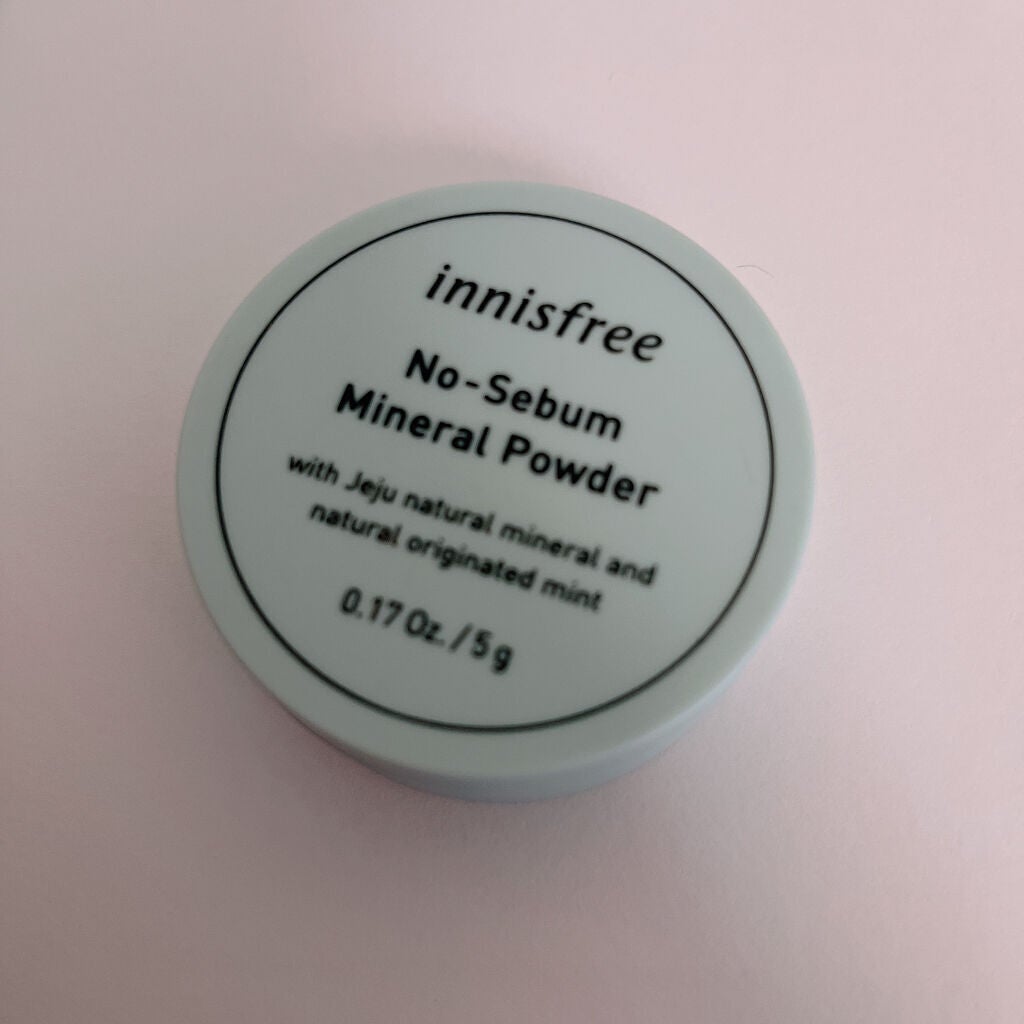 innisfree
No-Sebum
Mineral Powder
with Jeju natural mineral and
natural originated mint
0.17 Oz. / 5 g